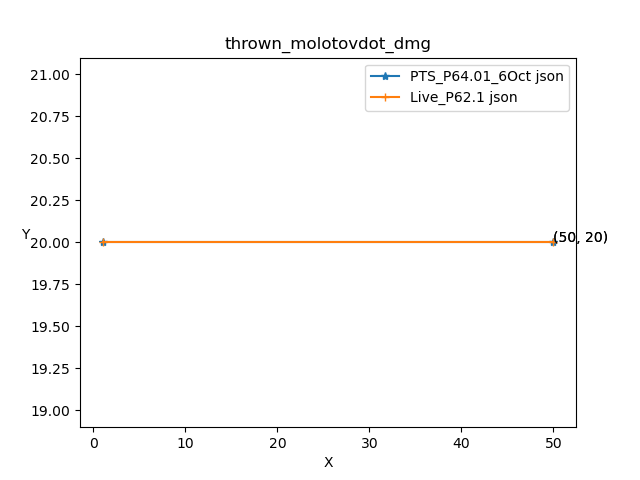 thrown_molotovdot_dmg
PTS_P64.01_6Oct json
Live_P62.1 json
21.00
20.75
20.50
20.25
20.00
19.75
19.50
19.25
19.00
Y
(50, 20)
0 10 20 30 40 50
X